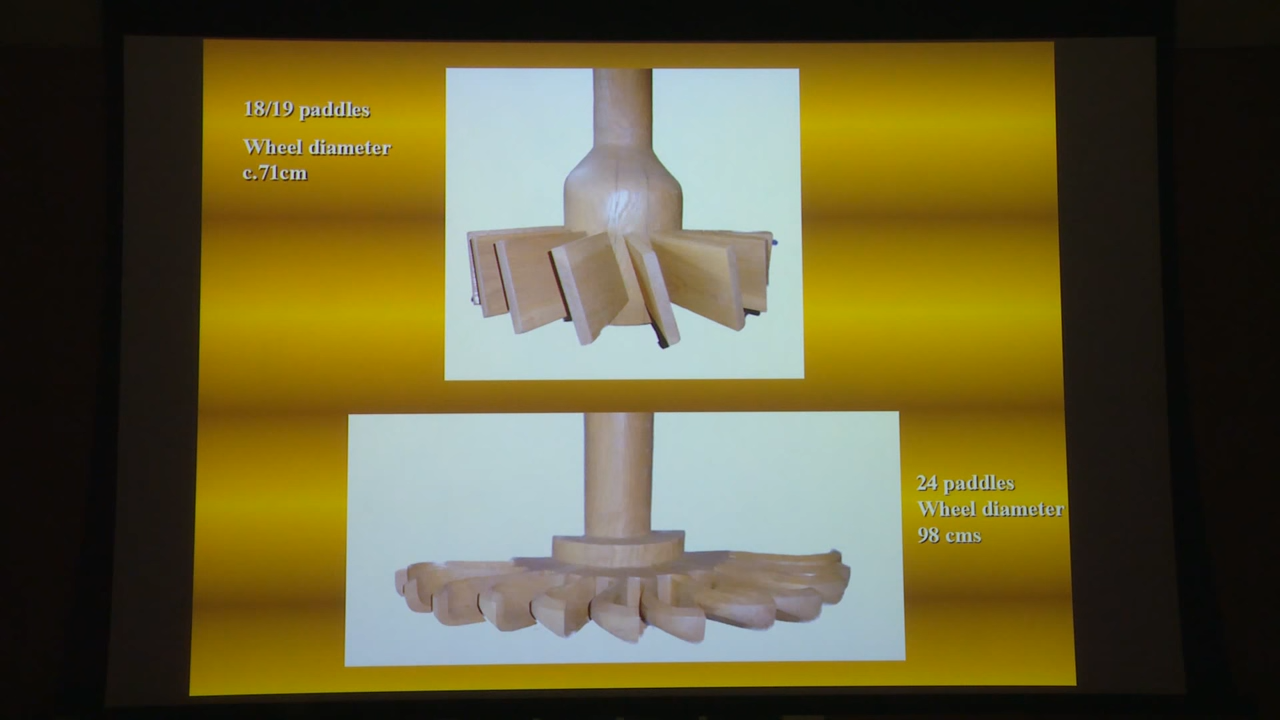 18/19 paddles
Wheel diameter
c.71cm
24 paddles
Wheel diameter
98 cms